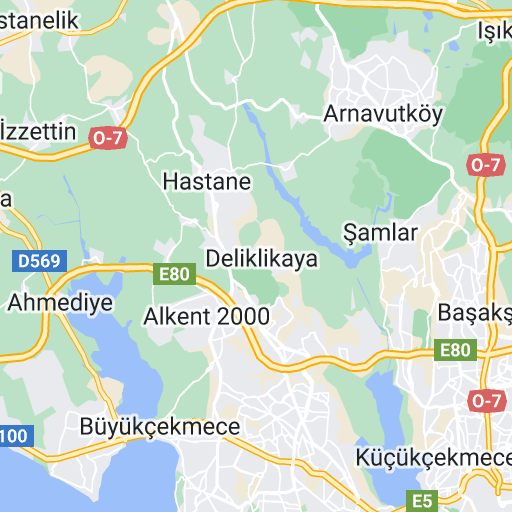 stanelik
Işık
Arnavutköy
İzzettin
O-7
O-7
Hastane
a
Şamlar
D569
E80
Deliklikaya
Ahmediye
Alkent 2000
Başakş
E80
O-7
Büyükçekmece
100
Küçükçekmece
E5